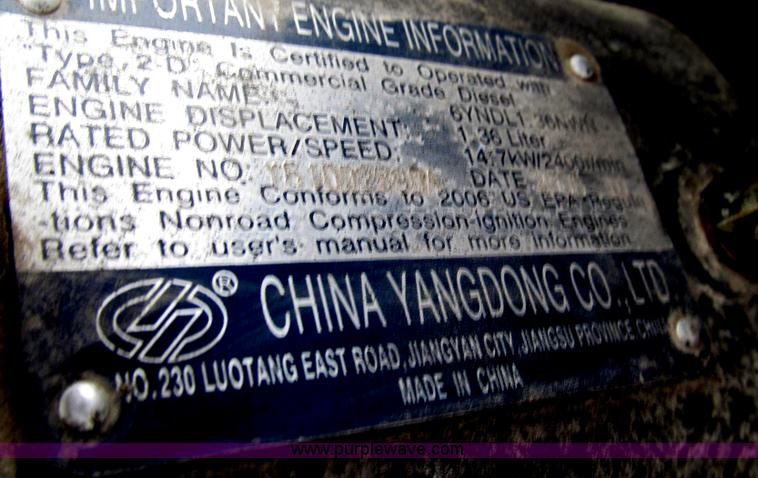 IMPORTANT ENGINE INFORMATION
This Engine Is Certified to Operated with
"Type 2-D" Commercial Grade Diesel
FAMILY NAME:
ENGINE DISPLACEMENT: 1.36 Liter
RATED POWER/SPEED: 14.7kW/2400r/min
ENGINE NO. DATE
This Engine Conforms to 2006 US EPA Regula
-tions Nonroad Compression-ignition Engines
Refer to user's manual for more information
®
CHINA YANGDONG CO., LTD.
NO.230 LUOTANG EAST ROAD, JIANGYAN CITY, JIANGSU PROVINCE China
MADE IN CHINA
www.purplewave.com